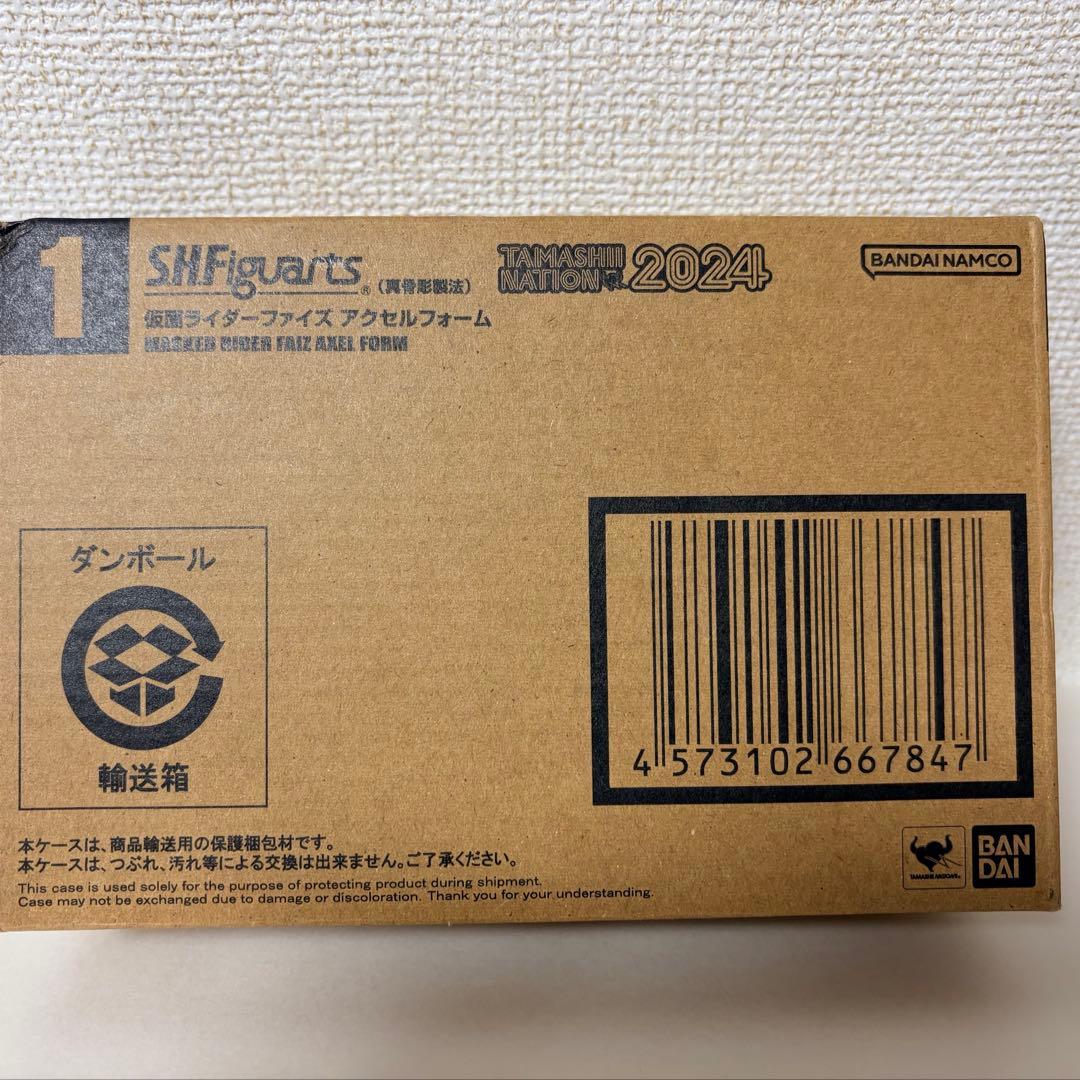 1
S.H.Figuarts® (真骨彫製法)
TAMASHII NATION 2024
BANDAI NAMCO
仮面ライダーファイズ アクセルフォーム
MASKED RIDER FAIZ AXEL FORM
ダンボール
輸送箱
4 573102 667847
本ケースは、商品輸送用の保護梱包材です。
本ケースは、つぶれ、汚れ等による交換は出来ません。ご了承ください。
This case is used solely for the purpose of protecting product during shipment.
Case may not be exchanged due to damage or discoloration. Thank you for your understanding.
TAMASHII NATIONS
BAN
DAI